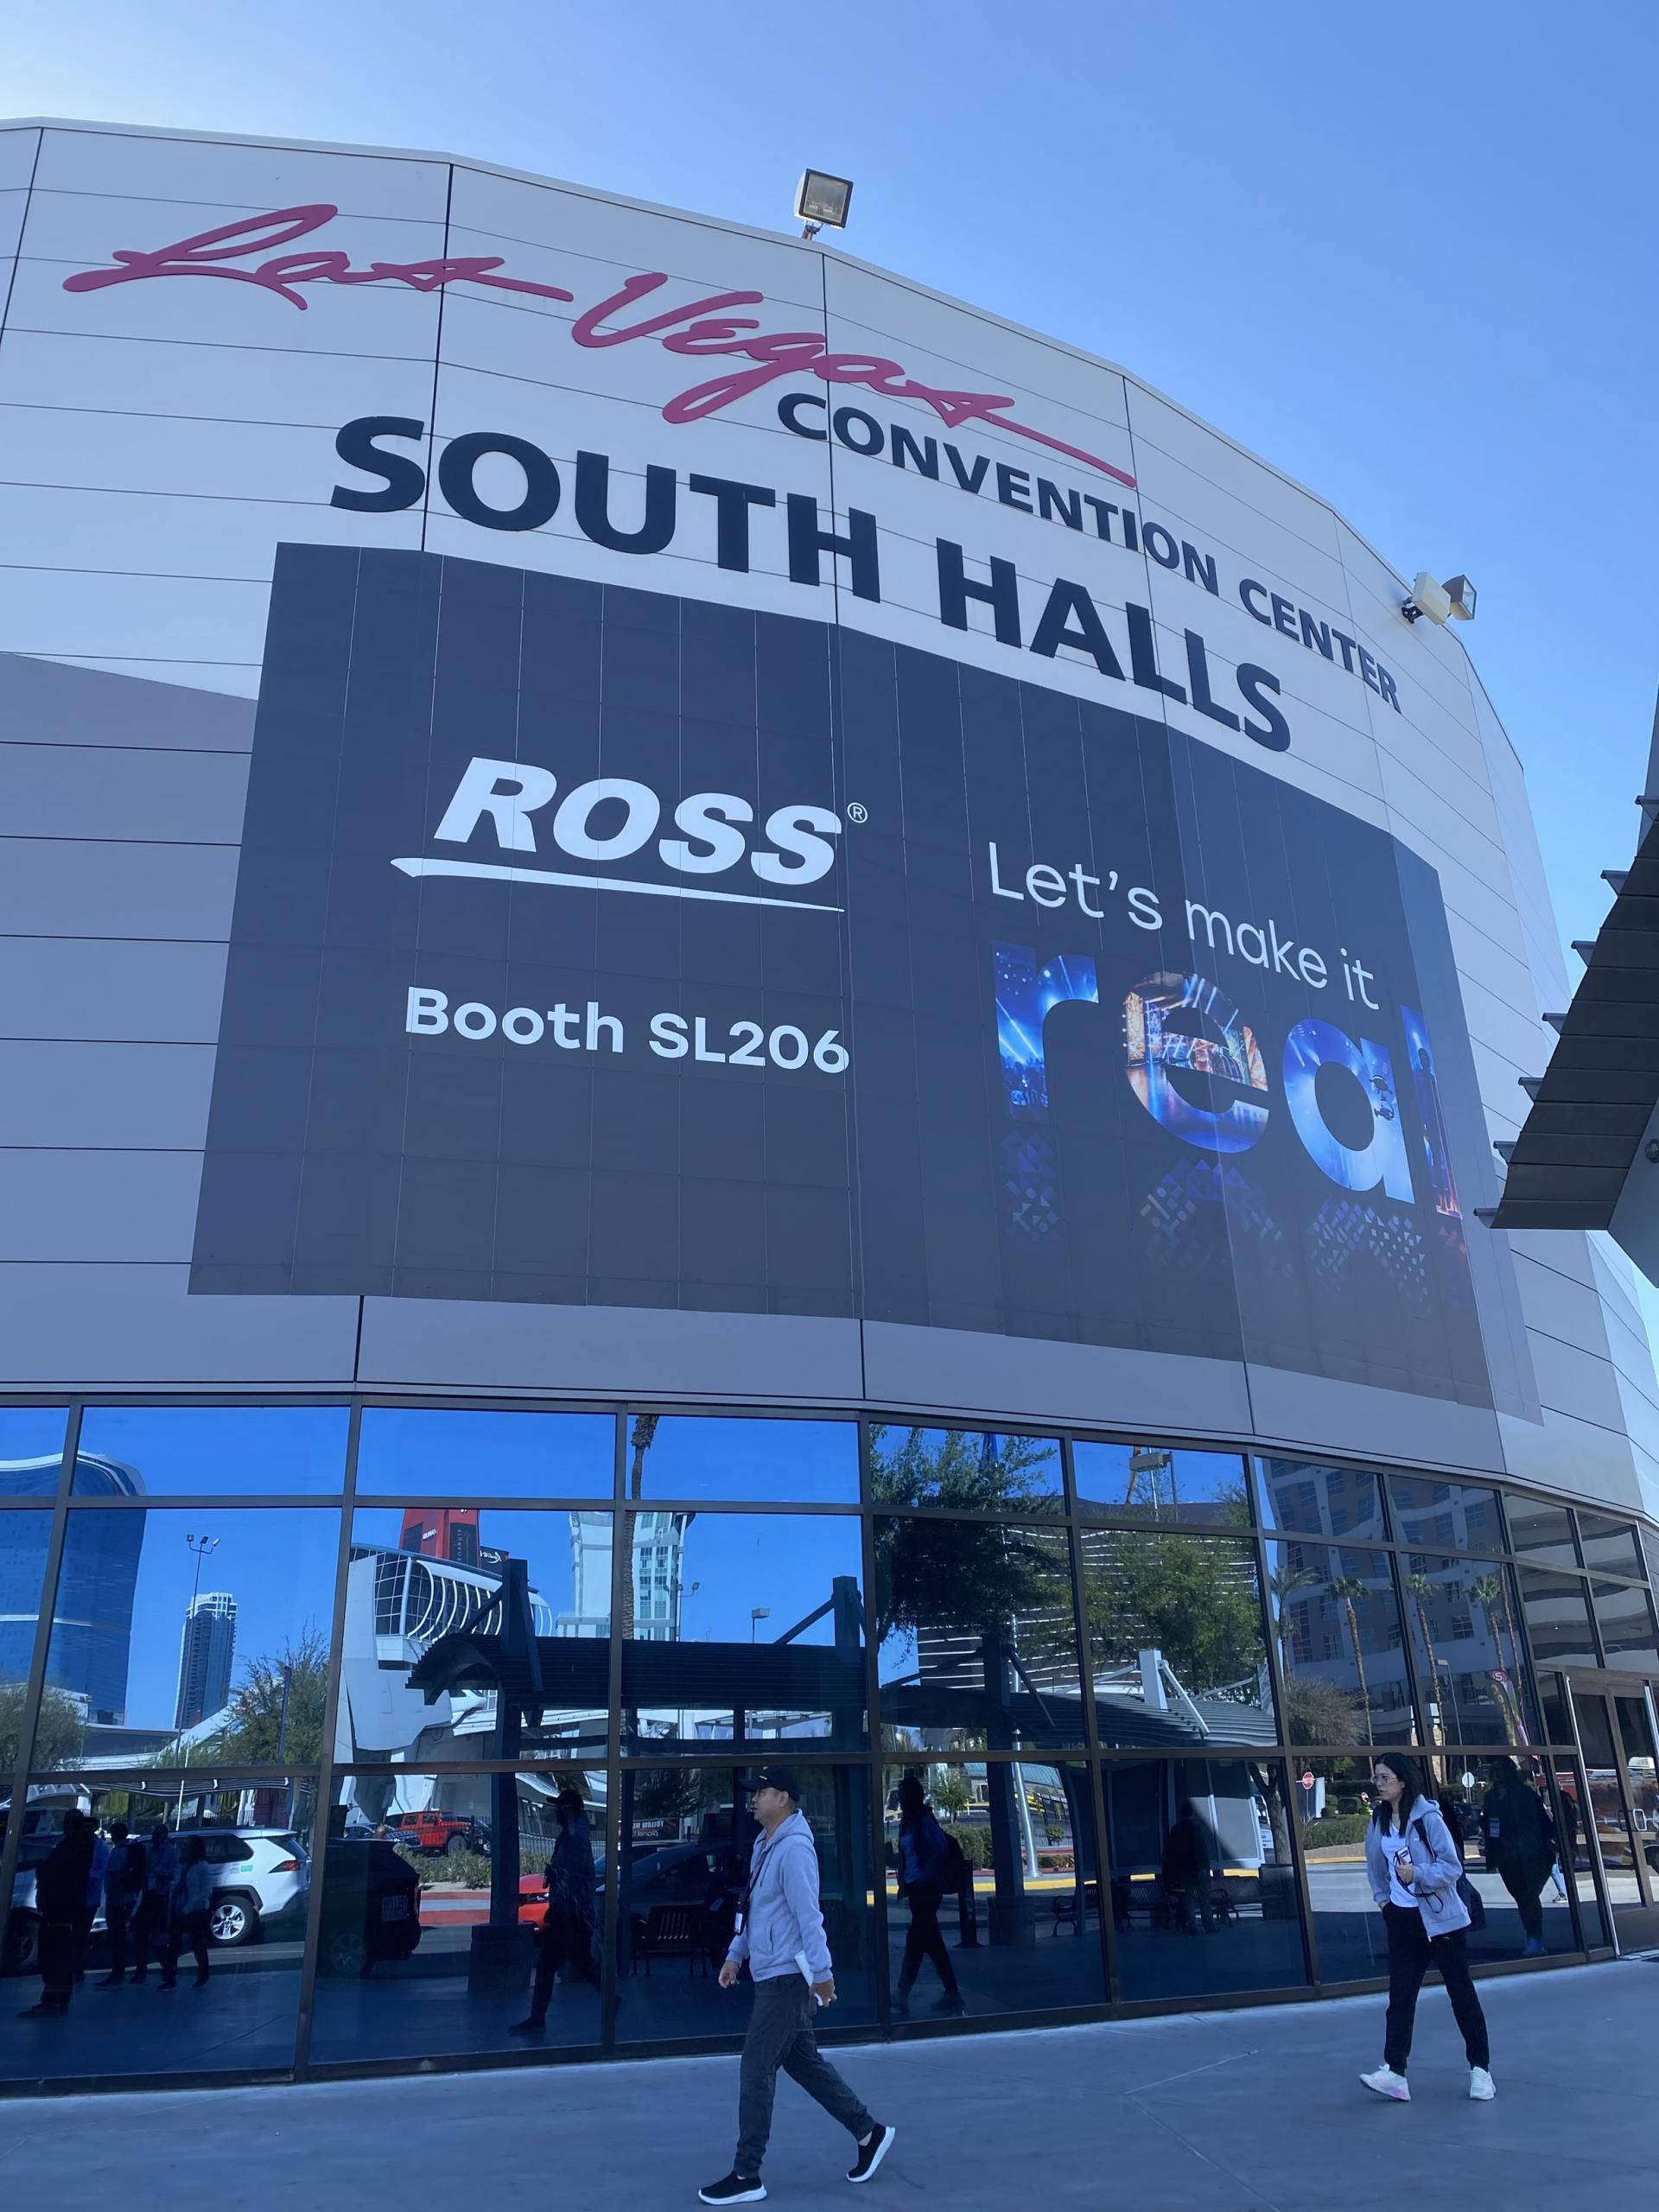 Las Vegas
CONVENTION CENTER
SOUTH HALLS
ROSS®
Booth SL206
Let's make it
real